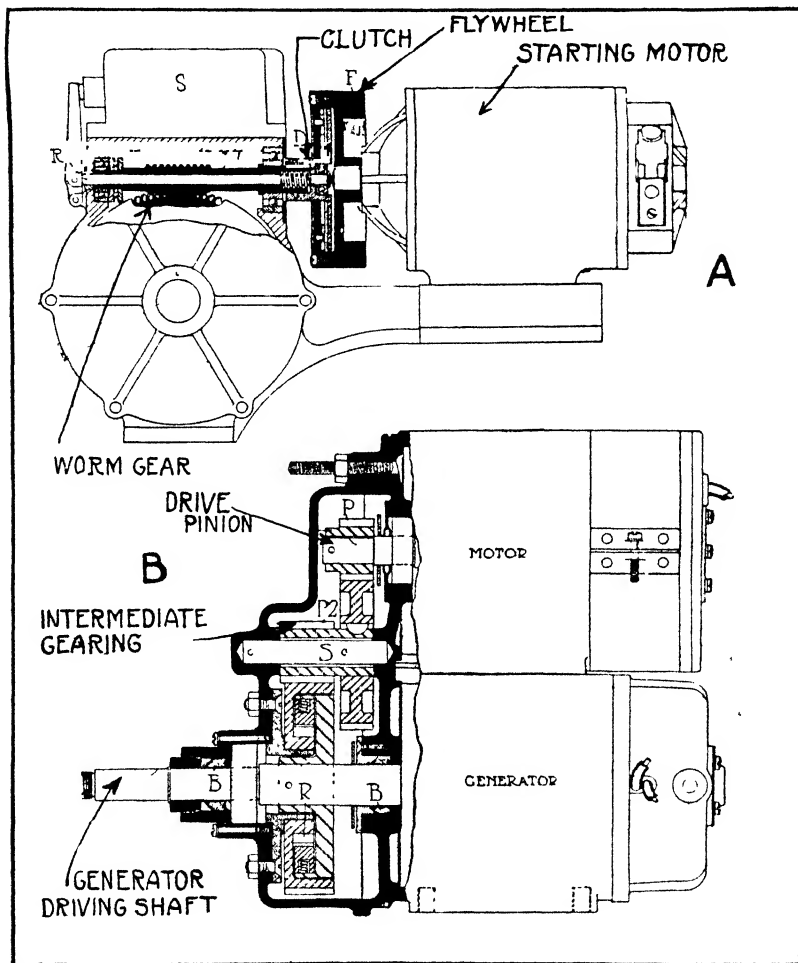 FLYWHEEL
CLUTCH
STARTING MOTOR
S
F
D
R
A
WORM GEAR
DRIVE
PINION
P
B
MOTOR
INTERMEDIATE
GEARING
P2
S
B
R
B
GENERATOR
GENERATOR
DRIVING SHAFT